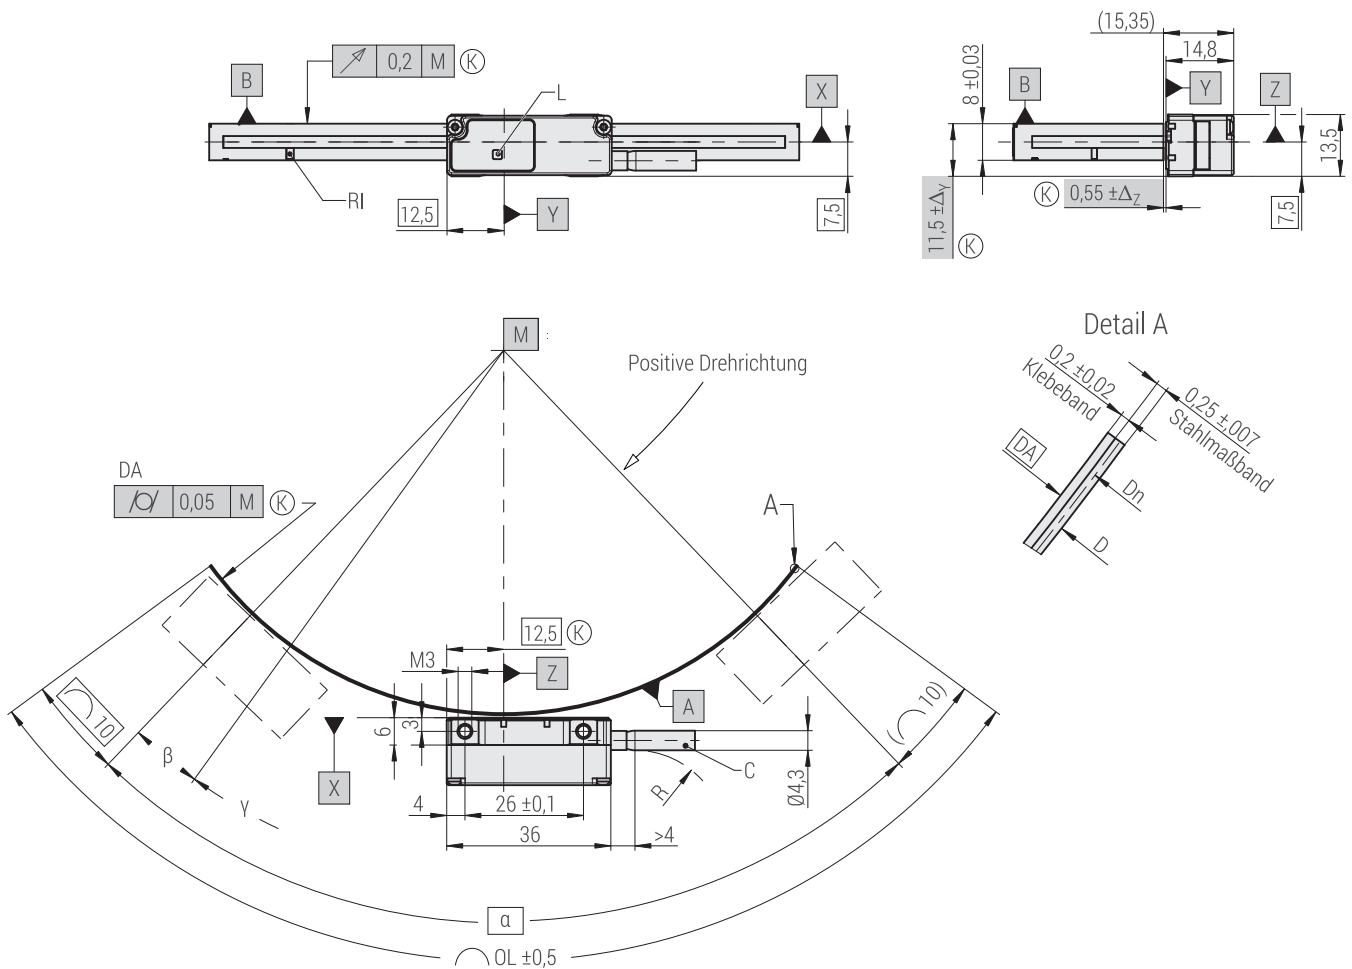 (15,35)
14,8
8 ±0,03
0,2 M K
B
L
X
B
Y
Z
13,5
RI
12,5
Y
7,5
11,5 ±ΔY
K
K 0,55 ±ΔZ
7,5
M
Positive Drehrichtung
Detail A
0,2 ±0,02
Klebeband
0,25 ±,007
Stahlmaßband
DA
Dn
D
DA
0,05 M K
A
12,5 K
M3
Z
A
10
(10)
6
3
β
X
C
R
Ø4,3
γ
4
26 ±0,1
36
>4
α
OL ±0,5